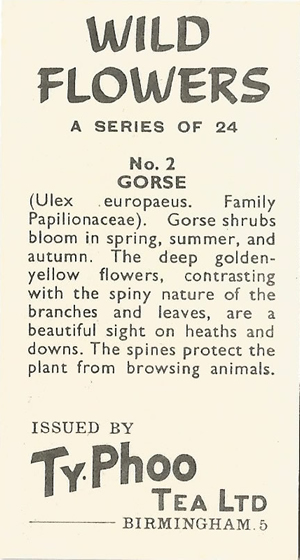 WILD
FLOWERS
A SERIES OF 24
No. 2
GORSE
(Ulex europaeus. Family
Papilionaceae). Gorse shrubs
bloom in spring, summer, and
autumn. The deep golden-
yellow flowers, contrasting
with the spiny nature of the
branches and leaves, are a
beautiful sight on heaths and
downs. The spines protect the
plant from browsing animals.
ISSUED BY
Ty·Phoo
TEA LTD
BIRMINGHAM. 5